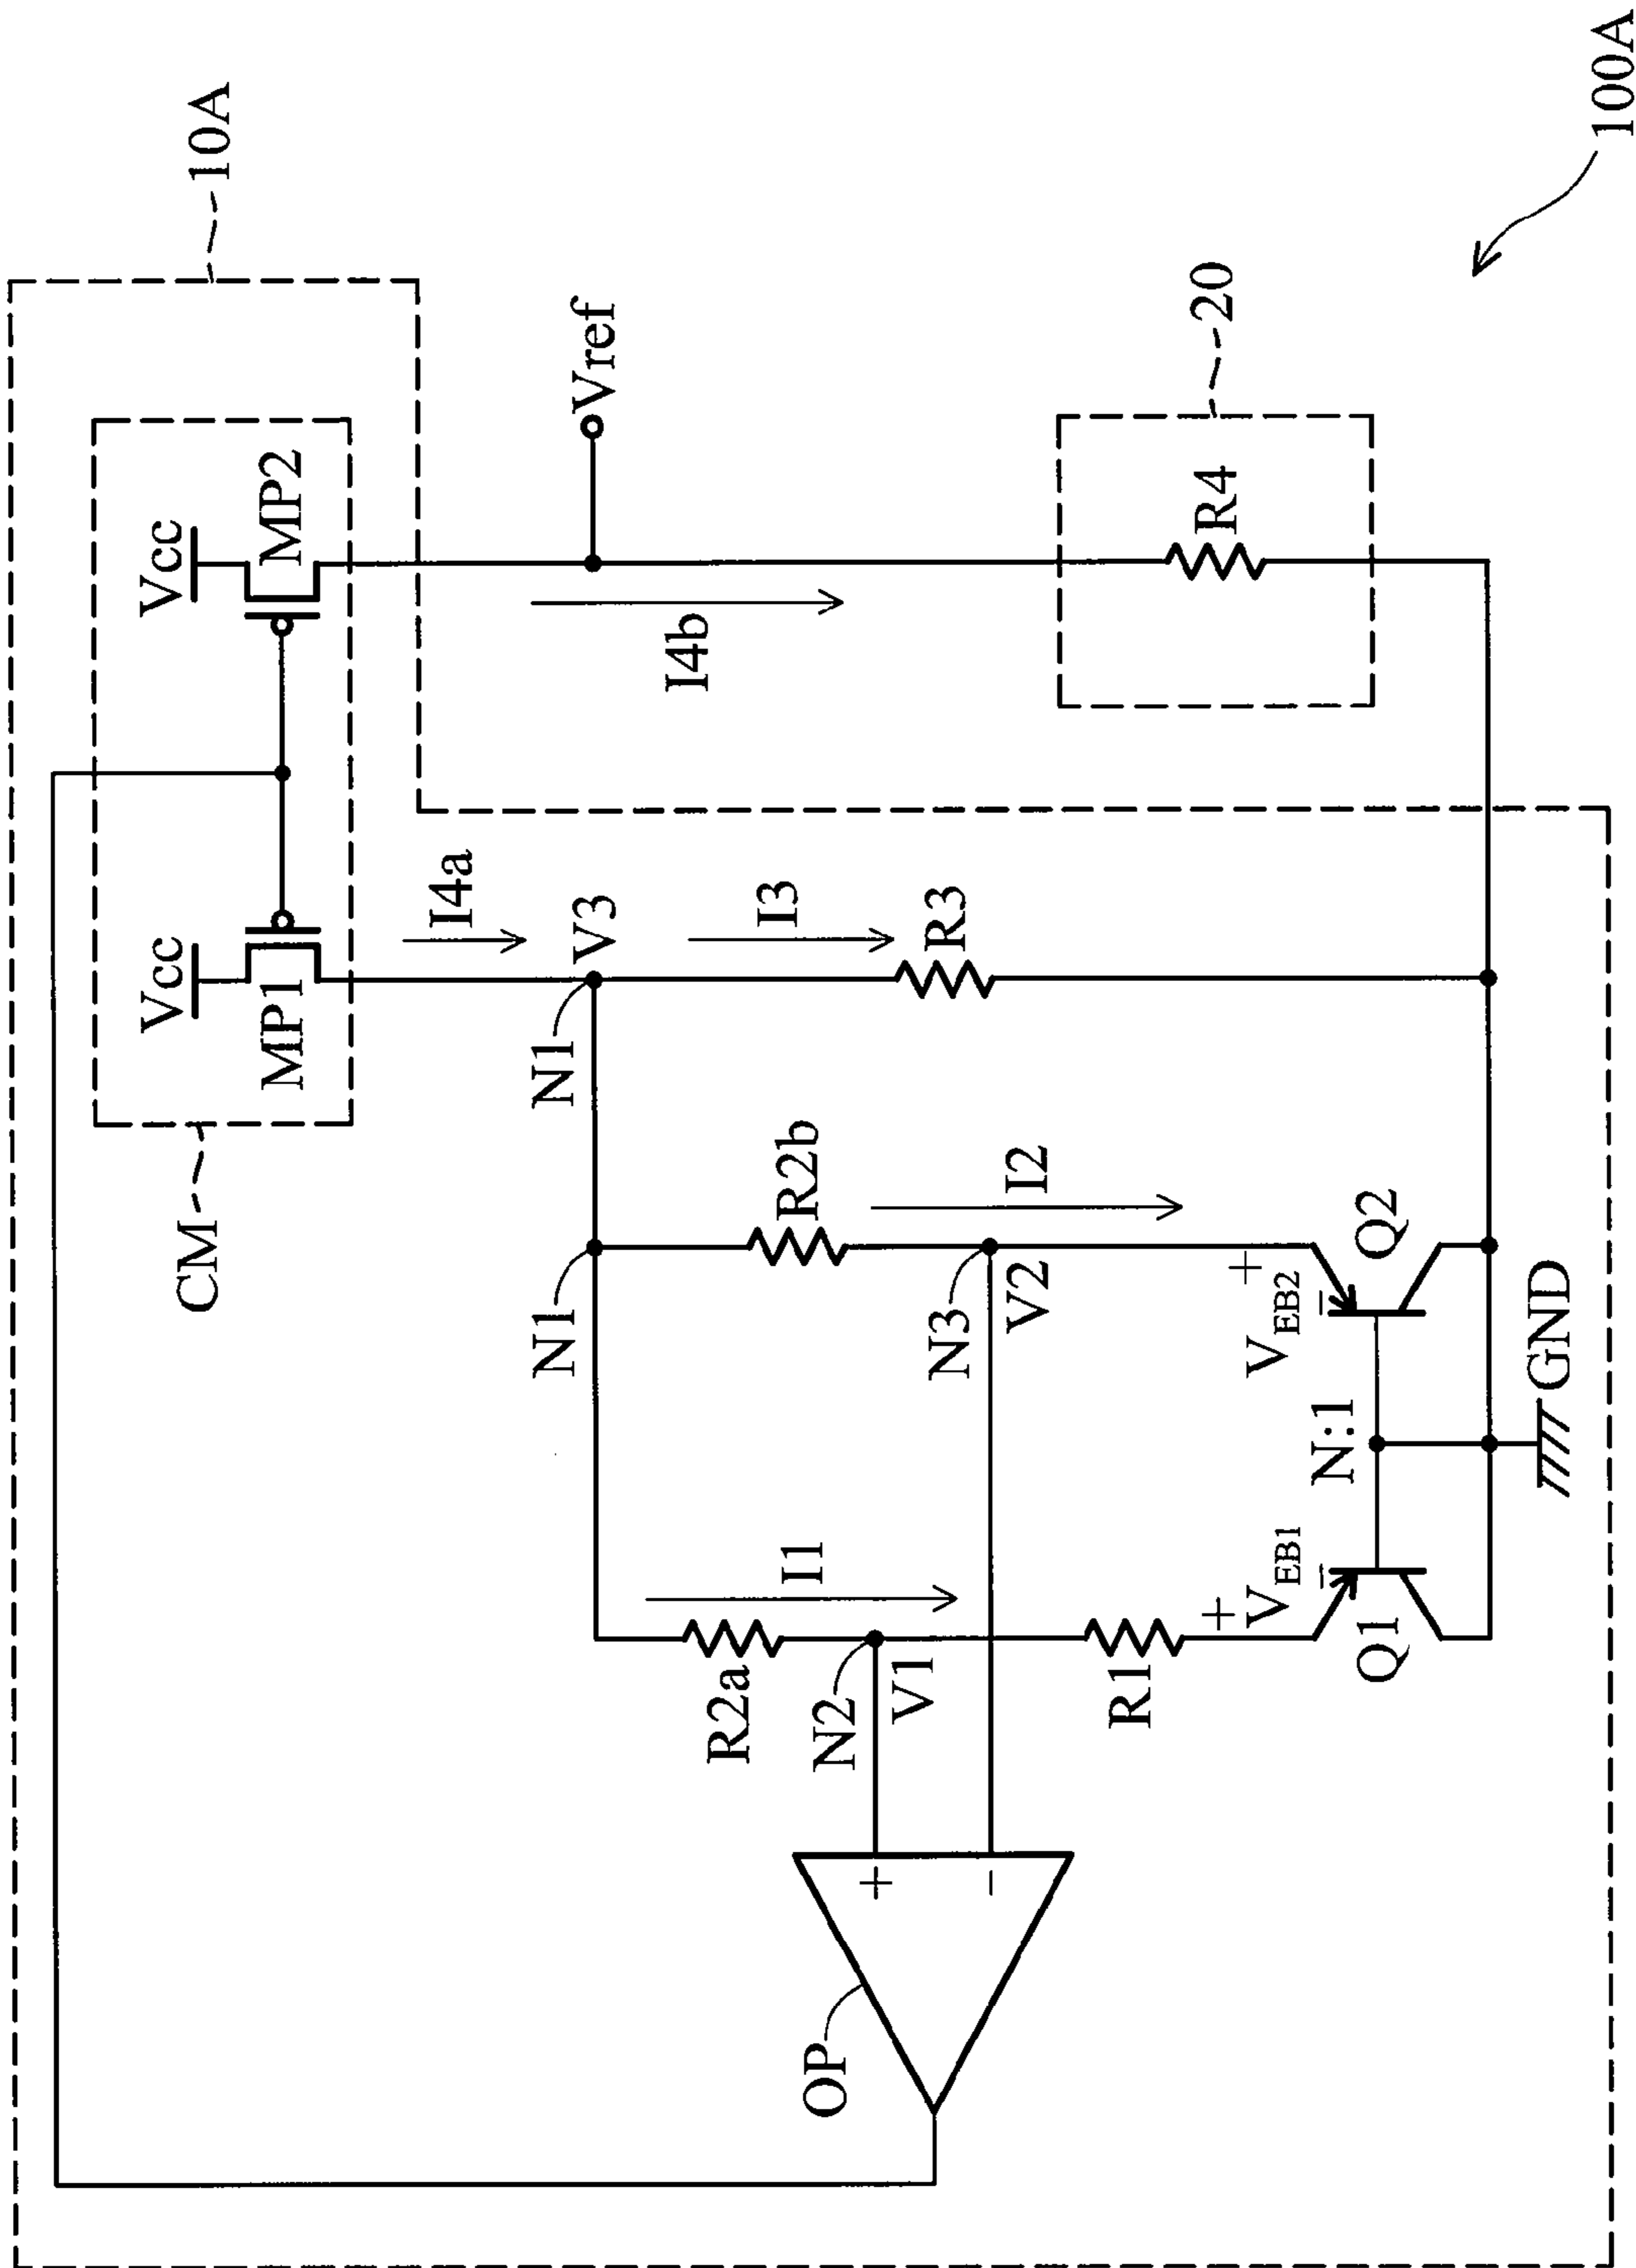 10A
CM
Vcc
Vcc
MP1
MP2
I4a
N1
N1
V3
Vref
I4b
R2a
I1
R2b
I3
OP
+
-
N2
V1
N3
V2
I2
R3
20
R4
R1
+
VEB1
-
Q1
N:1
+
VEB2
-
Q2
GND
100A